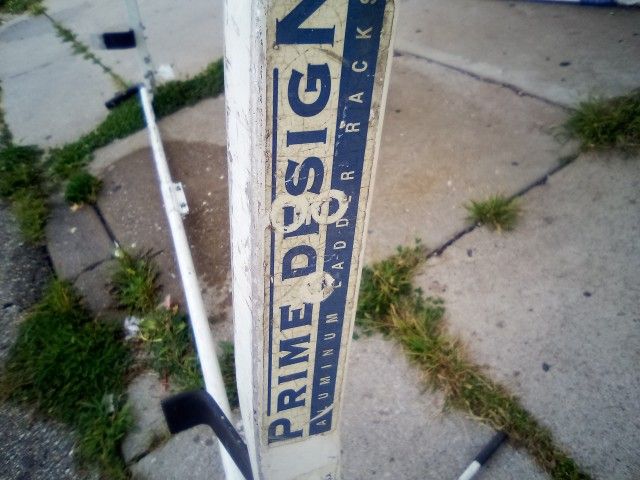 PRIME DESIGN
ALUMINUM LADDER RACKS